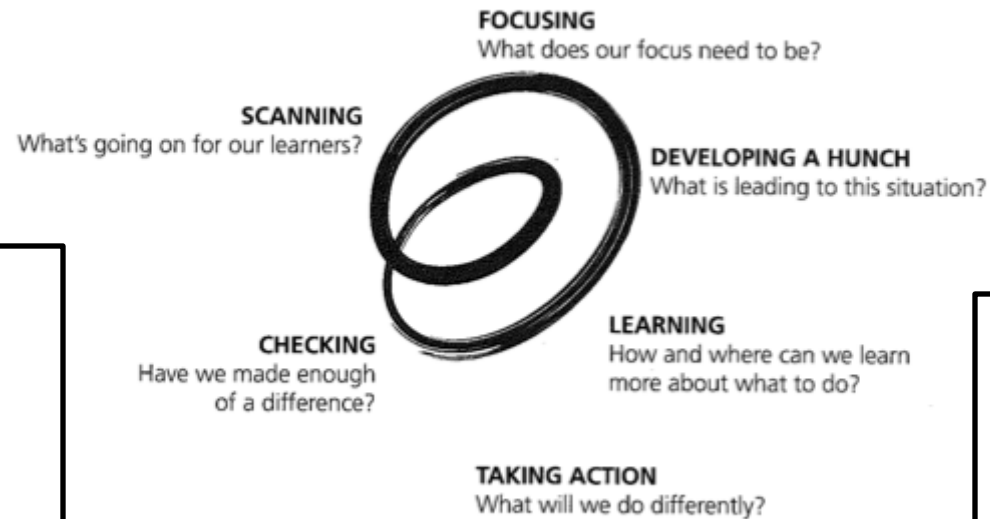 FOCUSING
What does our focus need to be?
SCANNING
What's going on for our learners?
DEVELOPING A HUNCH
What is leading to this situation?
LEARNING
How and where can we learn
more about what to do?
CHECKING
Have we made enough
of a difference?
TAKING ACTION
What will we do differently?